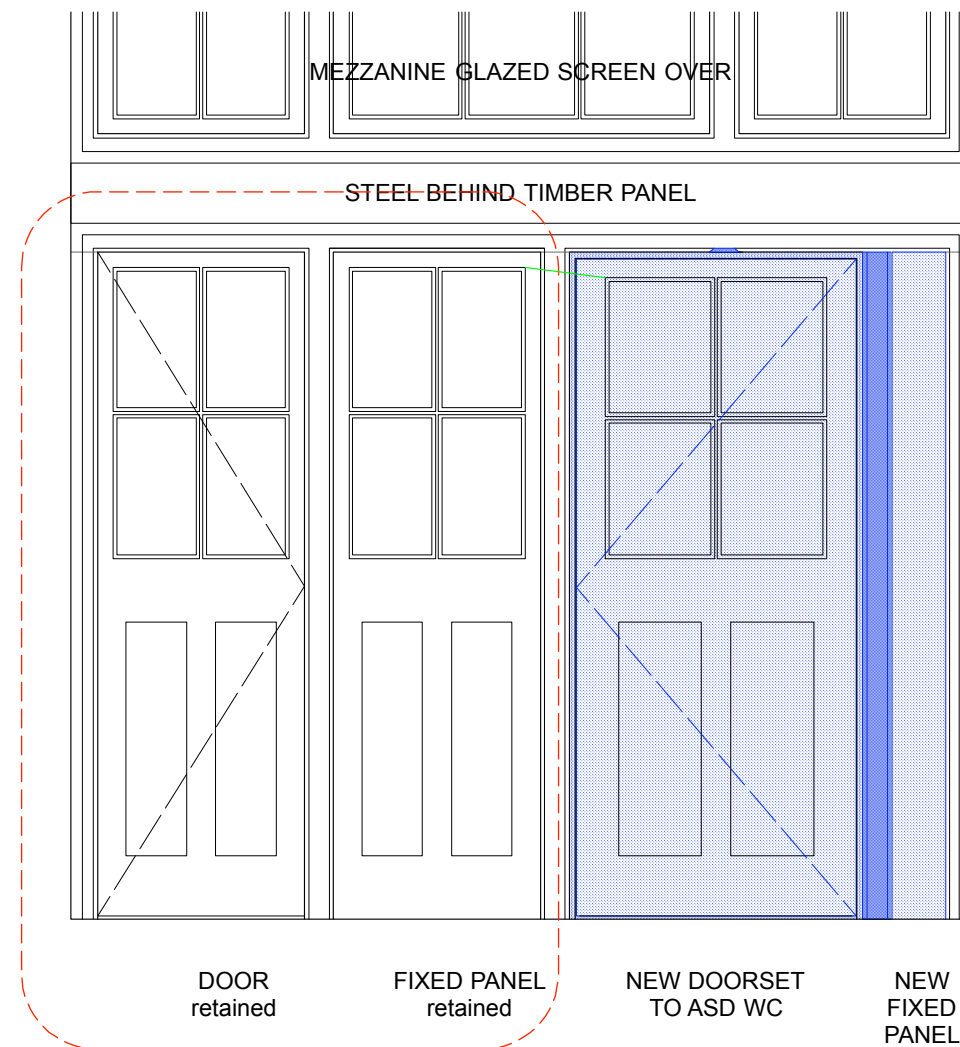 MEZZANINE GLAZED SCREEN OVER
STEEL BEHIND TIMBER PANEL
DOOR
retained
FIXED PANEL
retained
NEW DOORSET
TO ASD WC
NEW
FIXED
PANEL